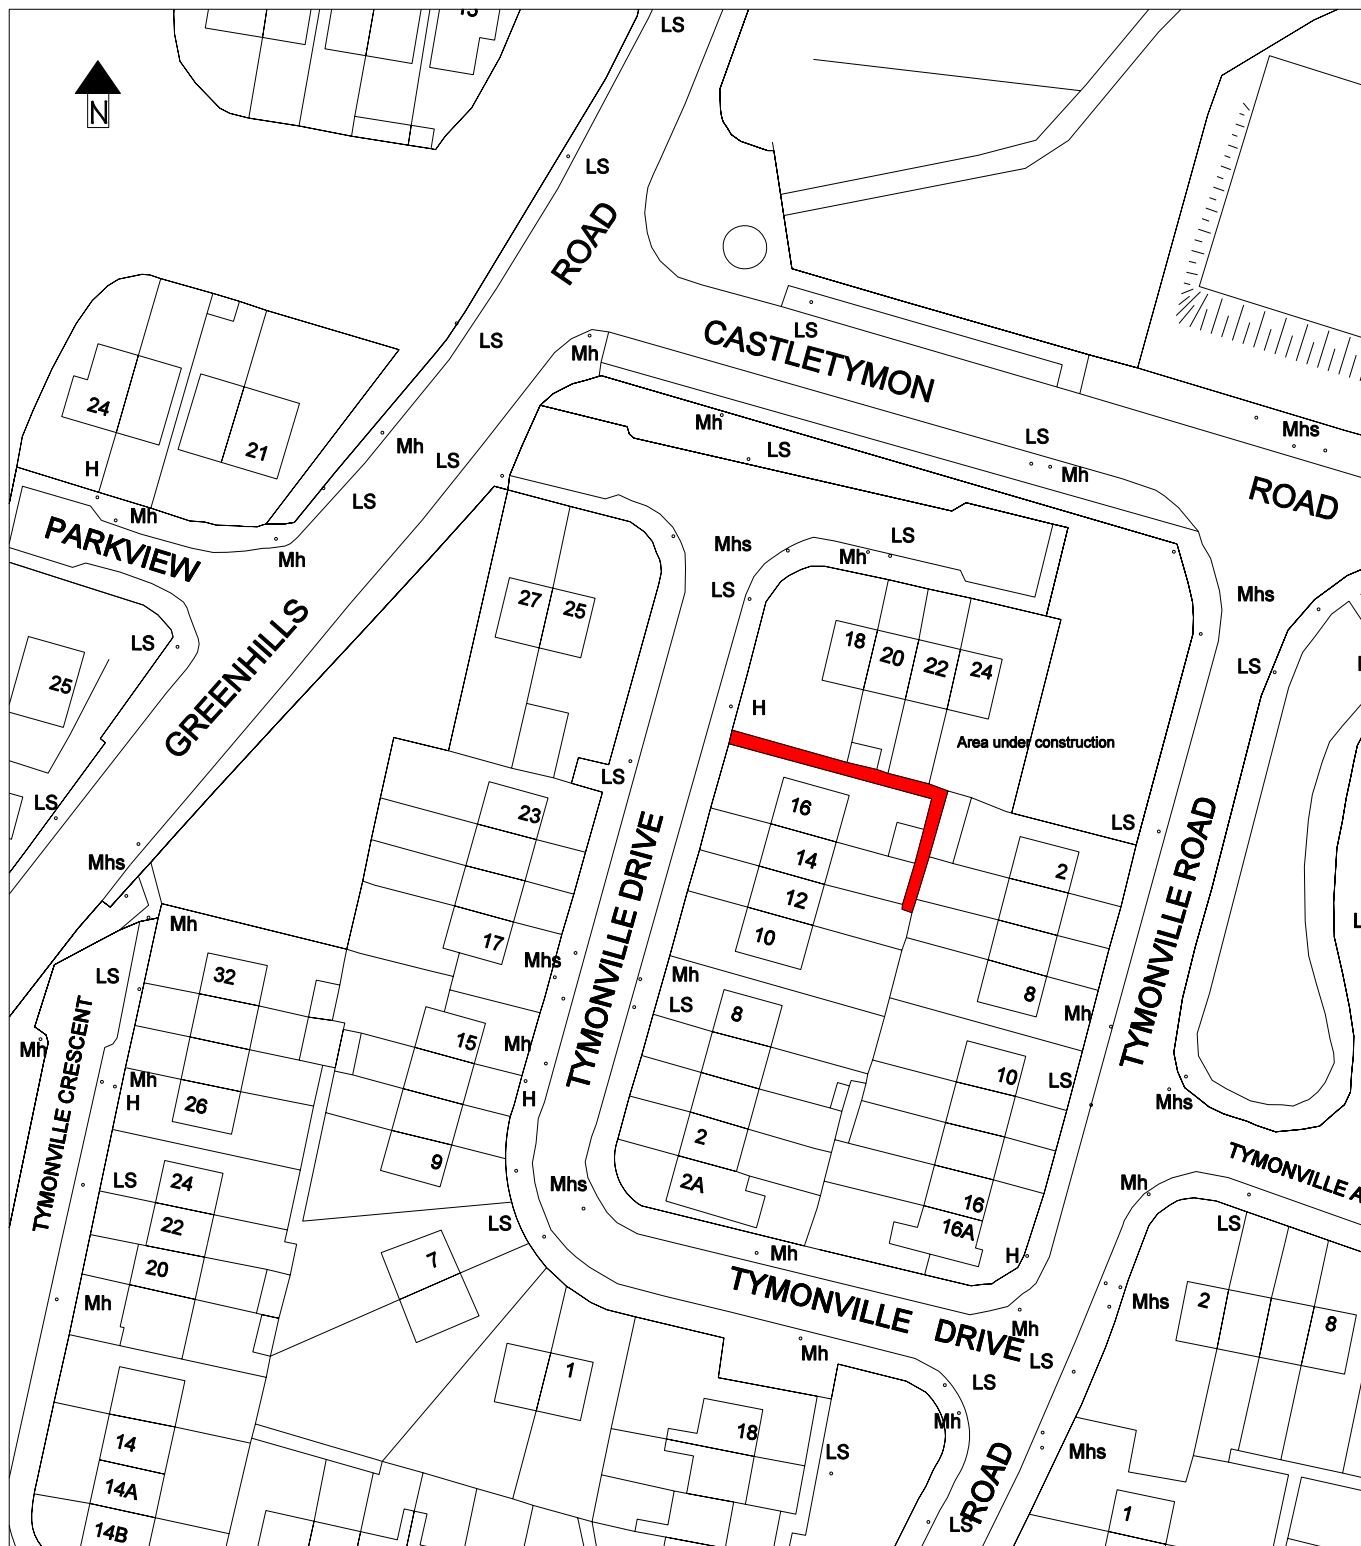 LS
N
LS
ROAD
LS
CASTLETYMON
LS
Mh
24
21
H
Mh
LS
LS
Mh
LS
LS
Mh
Mhs
ROAD
Mh
PARKVIEW
Mh
Mhs
LS
Mh
LS
Mhs
27
25
18
20
22
24
LS
25
GREENHILLS
H
LS
Area under construction
LS
LS
23
16
14
12
10
LS
2
Mhs
TYMONVILLE DRIVE
TYMONVILLE ROAD
Mh
17
Mhs
LS
32
Mh
LS
8
8
Mh
Mh
15
Mh
10
LS
Mh
H
26
H
Mhs
TYMONVILLE CRESCENT
9
2
2A
LS
24
22
20
Mhs
LS
16
16A
H
Mh
TYMONVILLE A
Mh
LS
7
Mh
TYMONVILLE DRIVE
Mh
LS
Mh
Mhs
2
8
1
LS
18
Mh
LS
Mhs
14
14A
14B
ROAD
LS
1